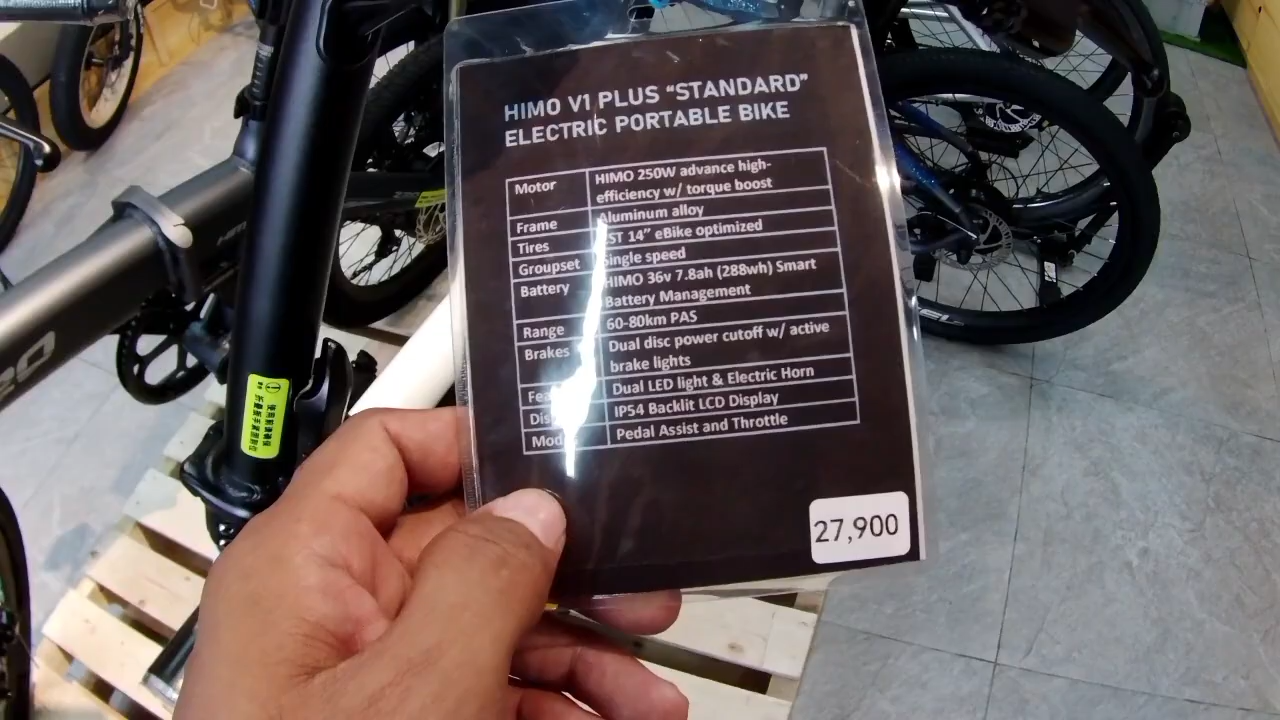 HIMO V1 PLUS “STANDARD”
ELECTRIC PORTABLE BIKE
Motor HIMO 250W advance high-
efficiency w/ torque boost
Frame Aluminum alloy
Tires 14” eBike optimized
Groupset Single speed
Battery HIMO 36v 7.8ah (288wh) Smart
Battery Management
Range 60-80km PAS
Brakes Dual disc power cutoff w/ active
brake lights
Dual LED light & Electric Horn
IP54 Backlit LCD Display
Pedal Assist and Throttle
27,900